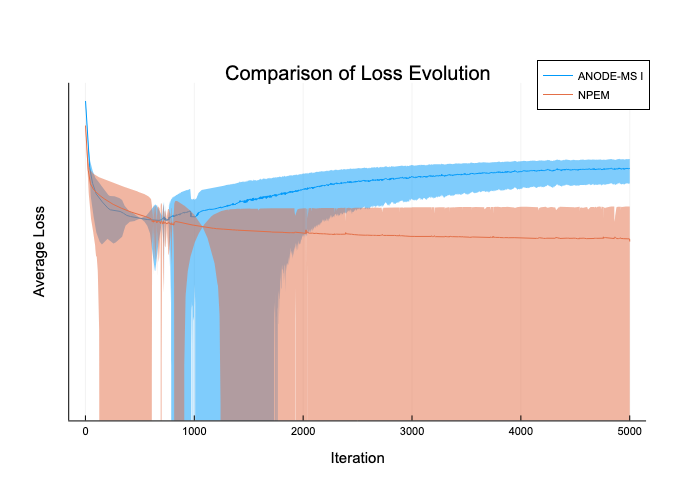 Comparison of Loss Evolution
ANODE-MS I
NPEM
Average Loss
0 1000 2000 3000 4000 5000
Iteration